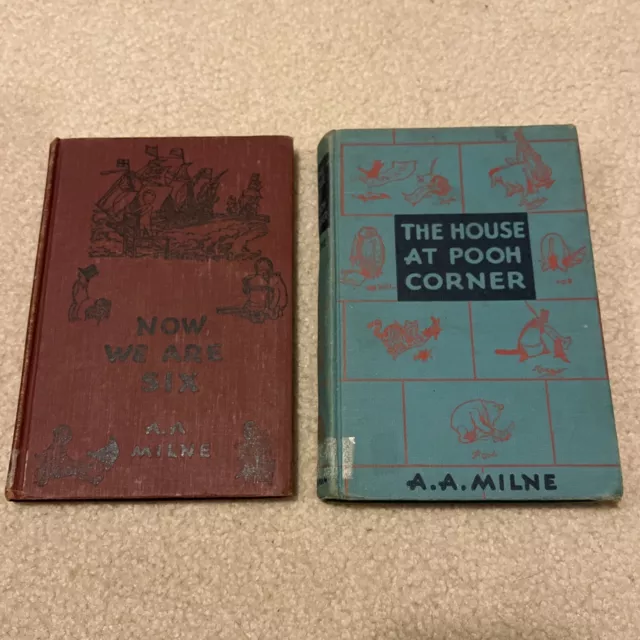 NOW
WE ARE
SIX
A.A
MILNE
THE HOUSE
AT POOH
CORNER
A.A.MILNE